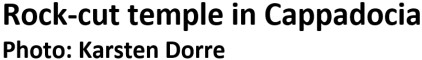 Rock-cut temple in Cappadocia
Photo: Karsten Dorre